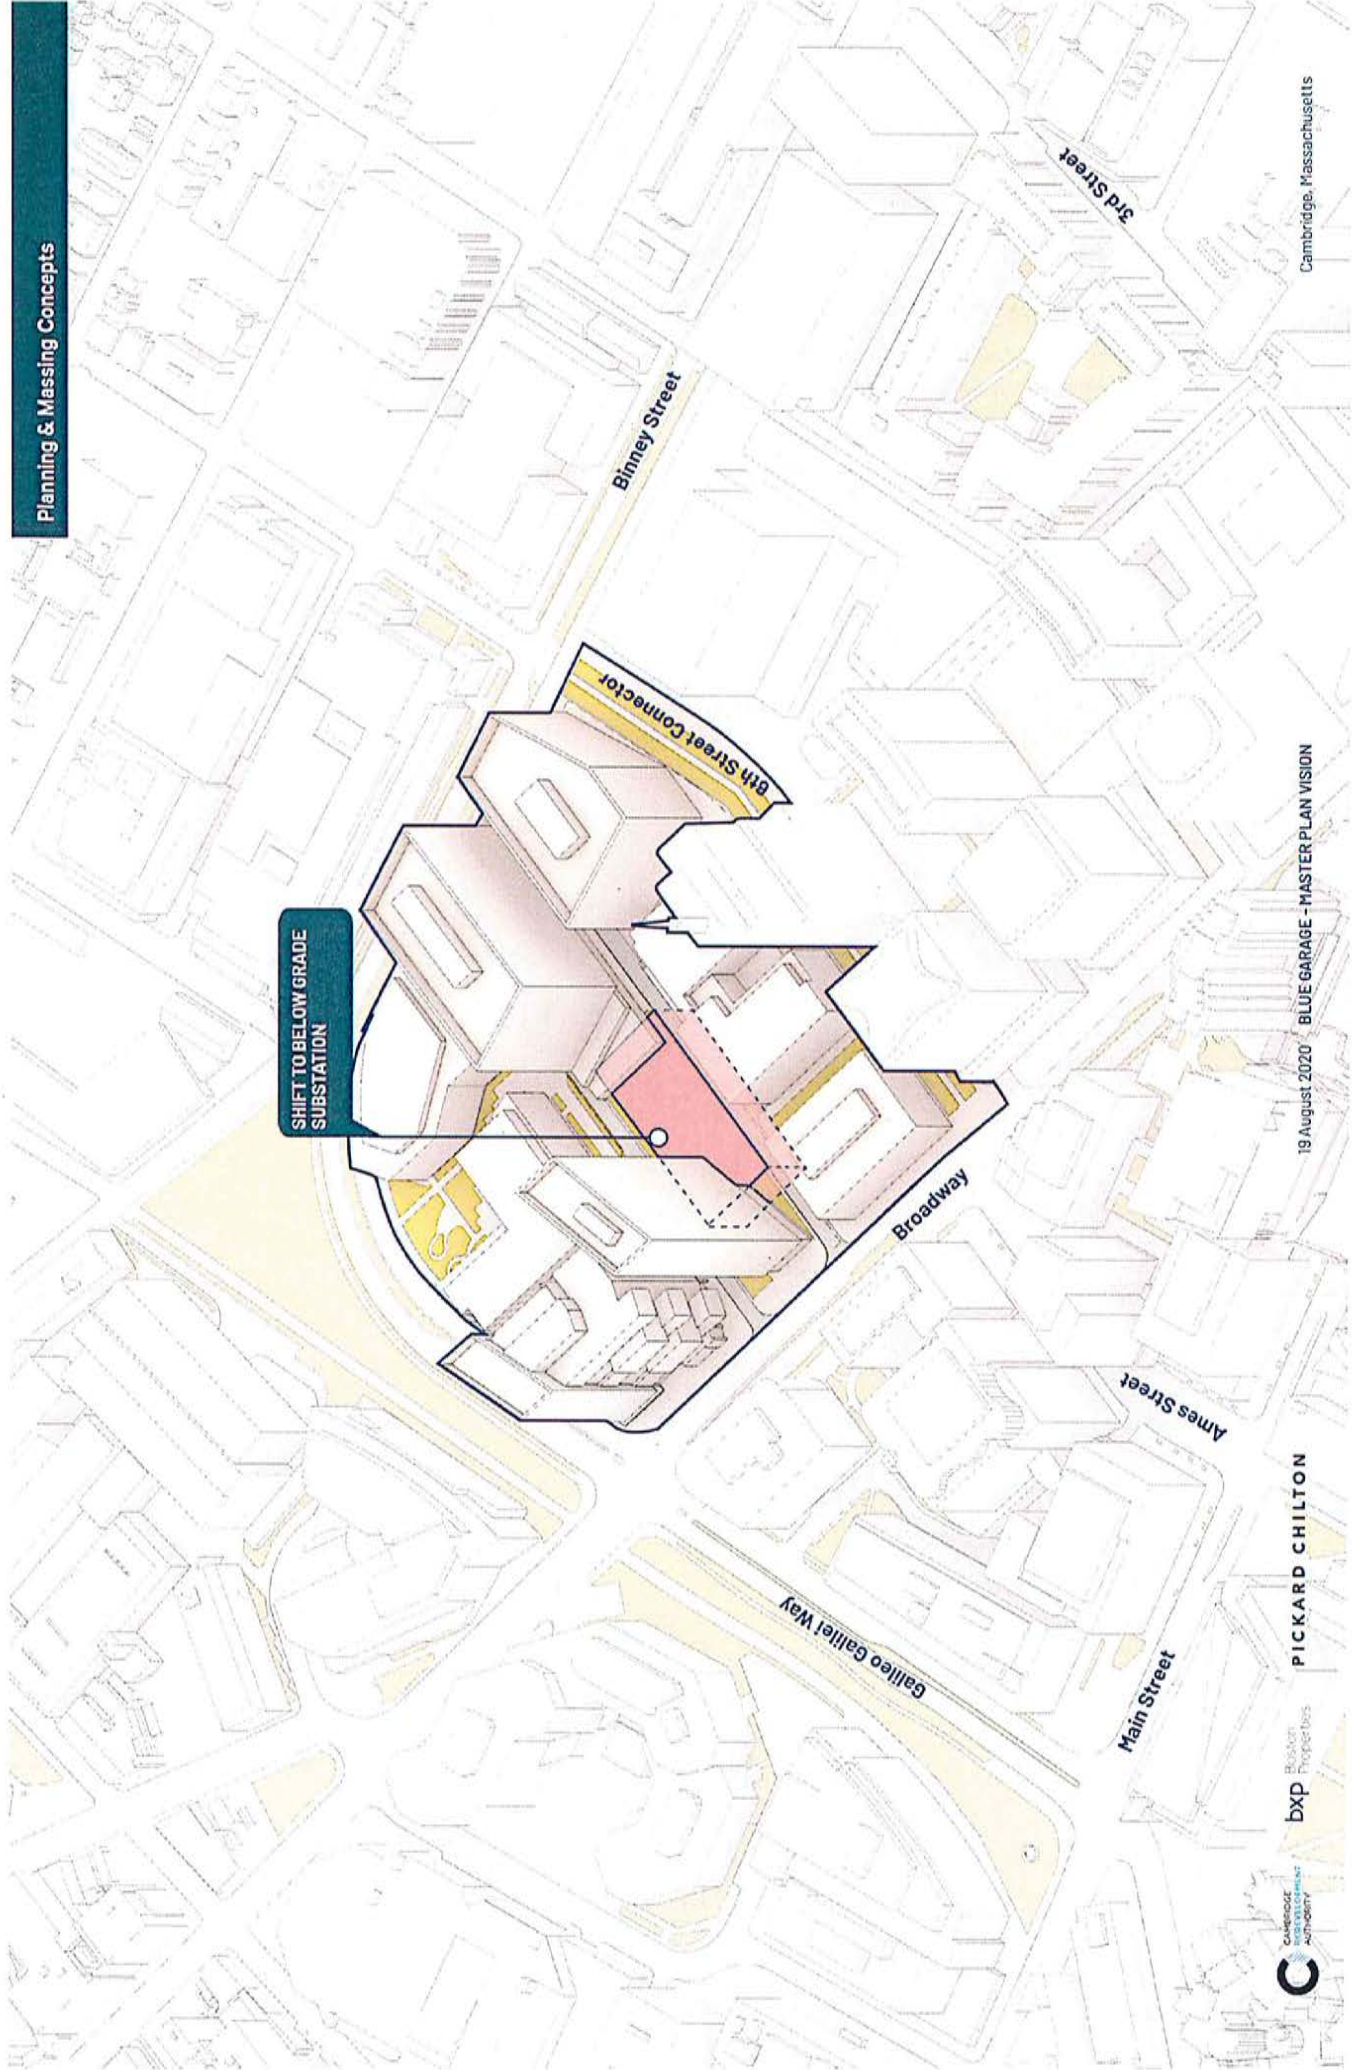 Planning & Massing Concepts
SHIFT TO BELOW GRADE
SUBSTATION
Binney Street
3rd Street
6th Street Connector
Broadway
Ames Street
Galileo Galilei Way
Main Street
CAMBRIDGE
REDEVELOPMENT
AUTHORITY
bxp Boston
Properties
PICKARD CHILTON
19 August 2020 BLUE GARAGE - MASTER PLAN VISION
Cambridge, Massachusetts